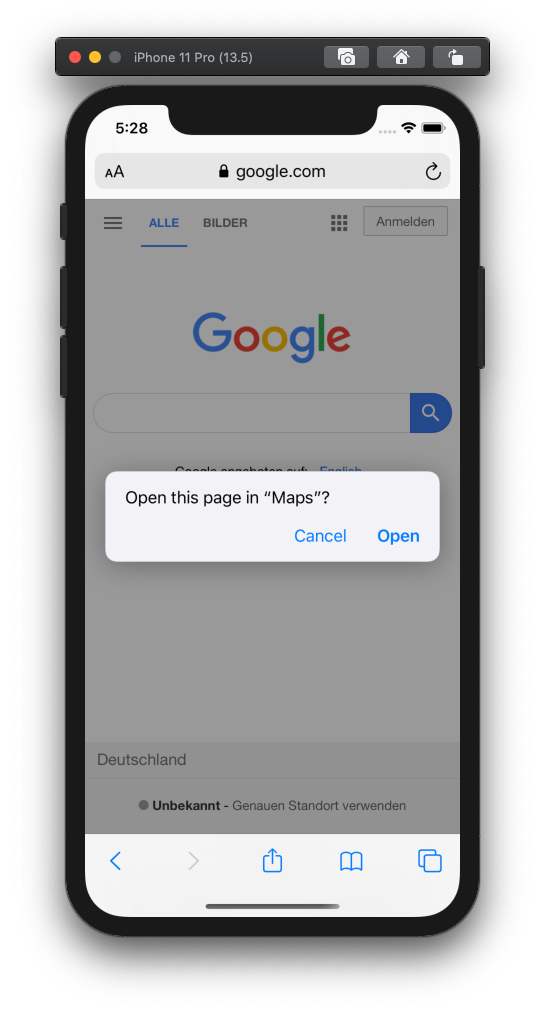 iPhone 11 Pro (13.5)
5:28
AA google.com
ALLE BILDER Anmelden
Google
Google angeboten auf: English
Open this page in “Maps”?
Cancel Open
Deutschland
Unbekannt - Genauen Standort verwenden